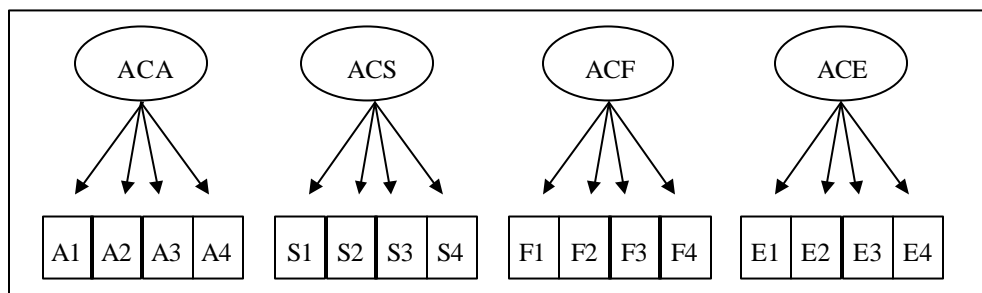 ACA ACS ACF ACE
A1 A2 A3 A4 S1 S2 S3 S4 F1 F2 F3 F4 E1 E2 E3 E4